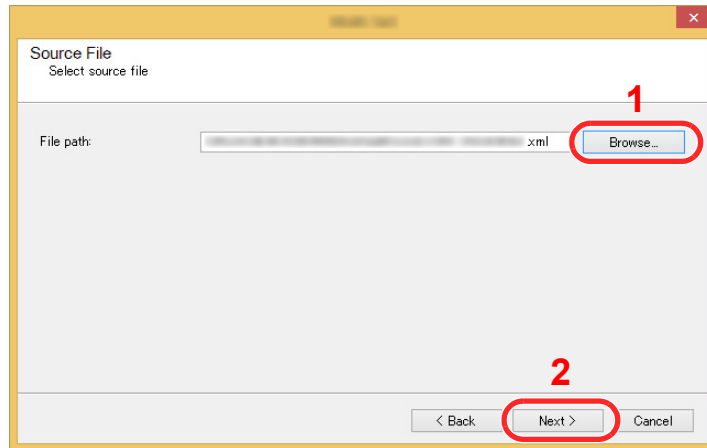 Source File
Select source file
1
File path:
.xml
Browse...
2
< Back
Next >
Cancel